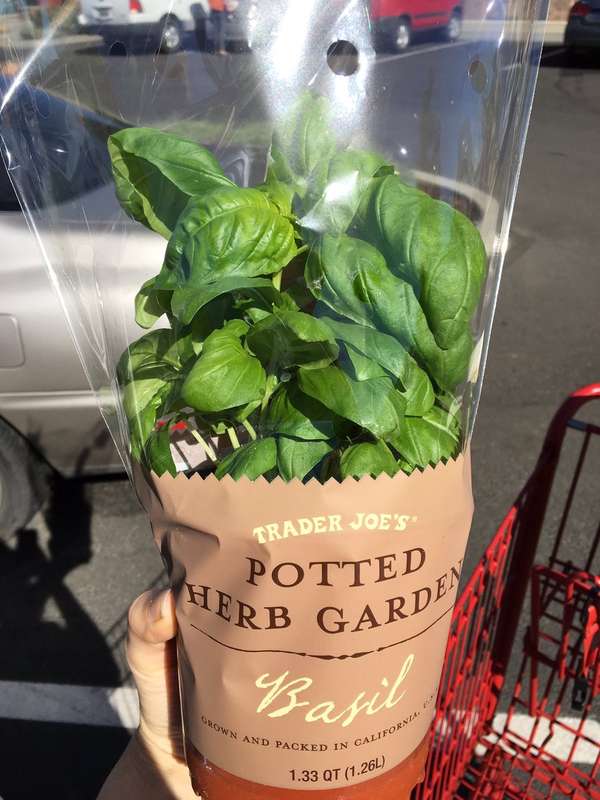 TRADER JOE'S®
POTTED
HERB GARDEN
Basil
GROWN AND PACKED IN CALIFORNIA,
1.33 QT (1.26L)